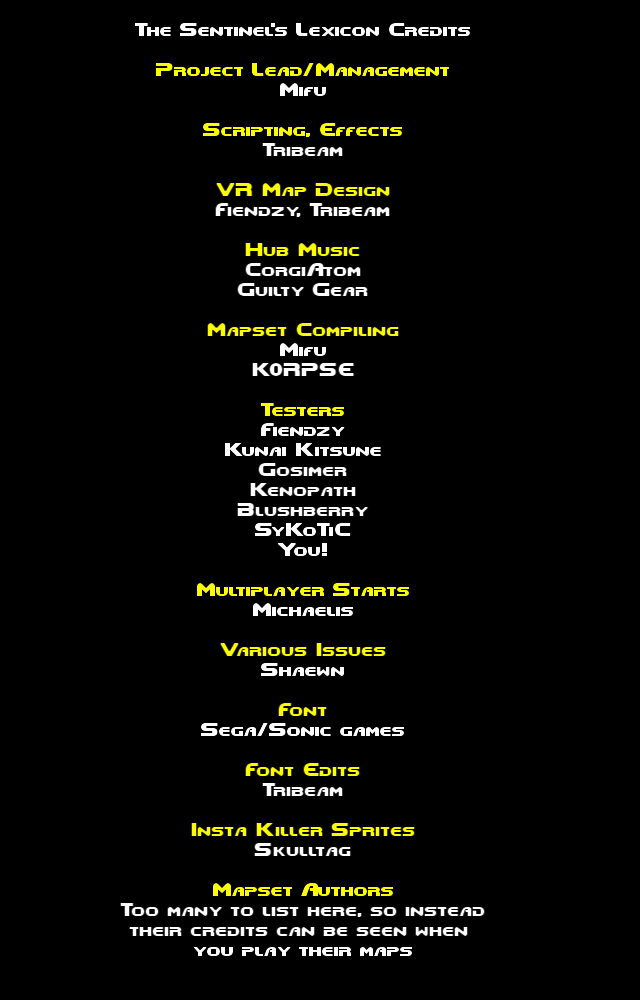 The Sentinel's Lexicon Credits
Project Lead/Management
Mifu
Scripting, Effects
Tribeam
VR Map Design
Fiendzy, Tribeam
Hub Music
CorgiAtom
Guilty Gear
Mapset Compiling
Mifu
K0RPSE
Testers
Fiendzy
Kunai Kitsune
Gosimer
Kenopath
Blushberry
SyKoTiC
You!
Multiplayer Starts
Michaelis
Various Issues
Shaewn
Font
Sega/Sonic games
Font Edits
Tribeam
Insta Killer Sprites
Skulltag
Mapset Authors
Too many to list here, so instead
their credits can be seen when
you play their maps